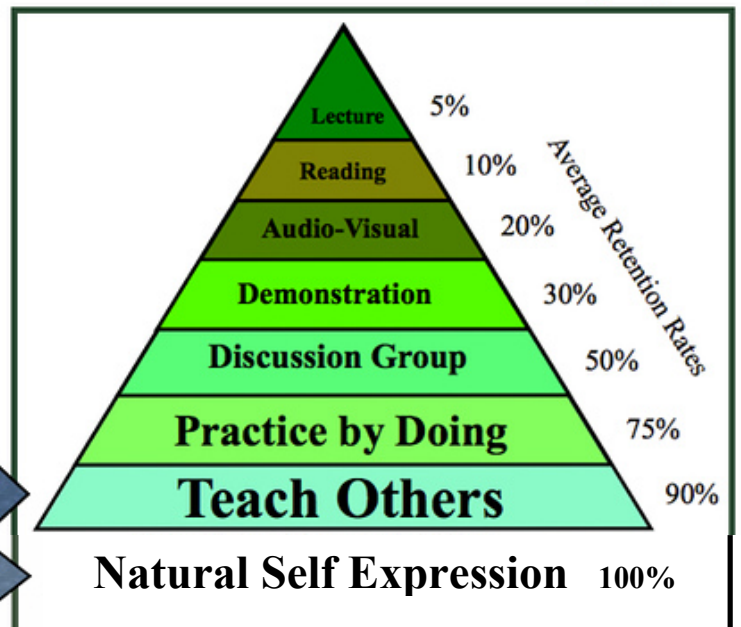 Lecture 5%
Reading 10%
Audio-Visual 20%
Demonstration 30%
Discussion Group 50%
Practice by Doing 75%
Teach Others 90%
Natural Self Expression 100%
Average Retention Rates